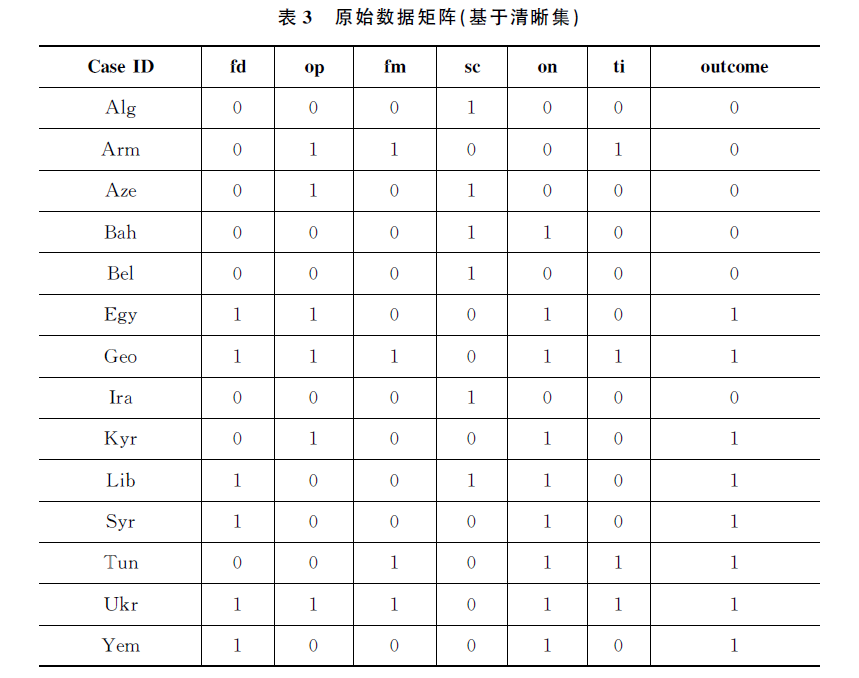 表 3 原始数据矩阵(基于清晰集)
Case ID fd op fm sc on ti outcome
Alg 0 0 0 1 0 0 0
Arm 0 1 1 0 0 1 0
Aze 0 1 0 1 0 0 0
Bah 0 0 0 1 1 0 0
Bel 0 0 0 1 0 0 0
Egy 1 1 0 0 1 0 1
Geo 1 1 1 0 1 1 1
Ira 0 0 0 1 0 0 0
Kyr 0 1 0 0 1 0 1
Lib 1 0 0 1 1 0 1
Syr 1 0 0 0 1 0 1
Tun 0 0 1 0 1 1 1
Ukr 1 1 1 0 1 1 1
Yem 1 0 0 0 1 0 1